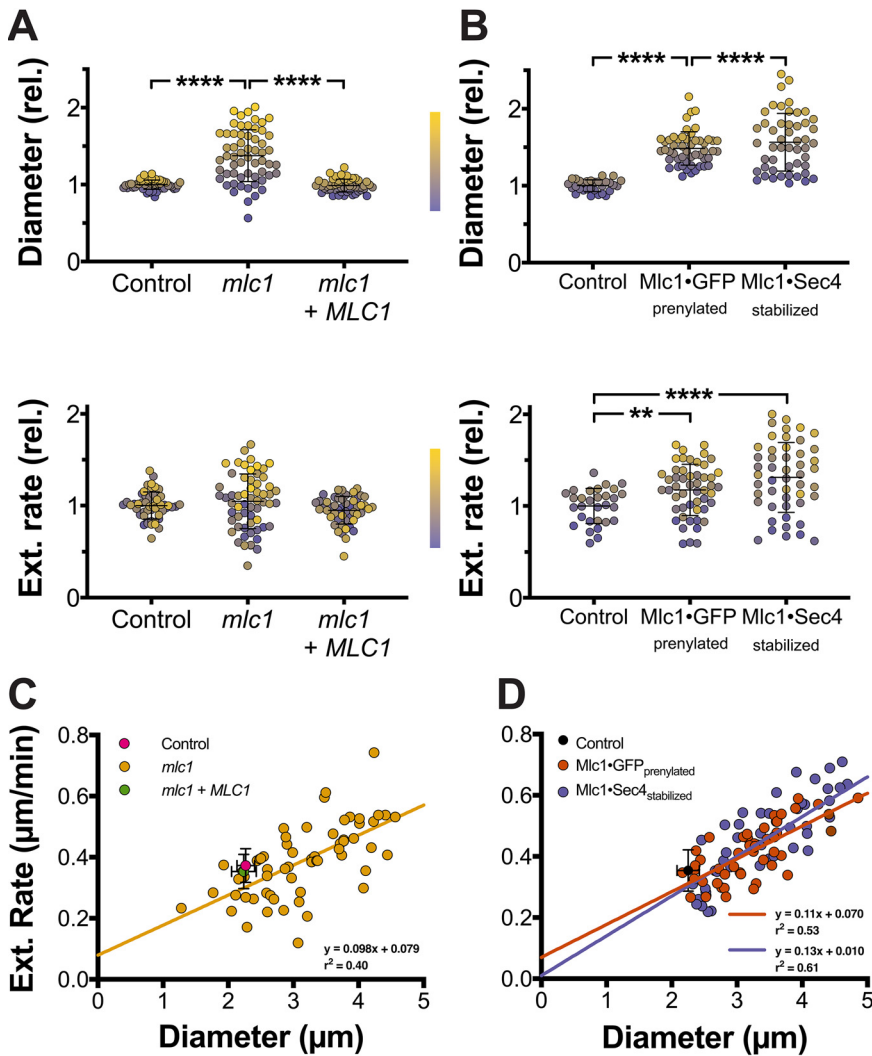 A
Diameter (rel.)
2
1
0
**** ****
Control
mlc1
mlc1
+ MLC1
B
Diameter (rel.)
2
1
0
**** ****
Control
Mlc1•GFP
prenylated
Mlc1•Sec4
stabilized
Ext. rate (rel.)
2
1
0
Control
mlc1
mlc1
+ MLC1
Ext. rate (rel.)
2
1
0
****
**
Control
Mlc1•GFP
prenylated
Mlc1•Sec4
stabilized
C
Ext. Rate (µm/min)
0.8
0.6
0.4
0.2
0.0
Control
mlc1
mlc1 + MLC1
y = 0.098x + 0.079
r2 = 0.40
0 1 2 3 4 5
Diameter (µm)
D
0.8
0.6
0.4
0.2
0.0
Control
Mlc1•GFPprenylated
Mlc1•Sec4stabilized
y = 0.11x + 0.070
r2 = 0.53
y = 0.13x + 0.010
r2 = 0.61
0 1 2 3 4 5
Diameter (µm)